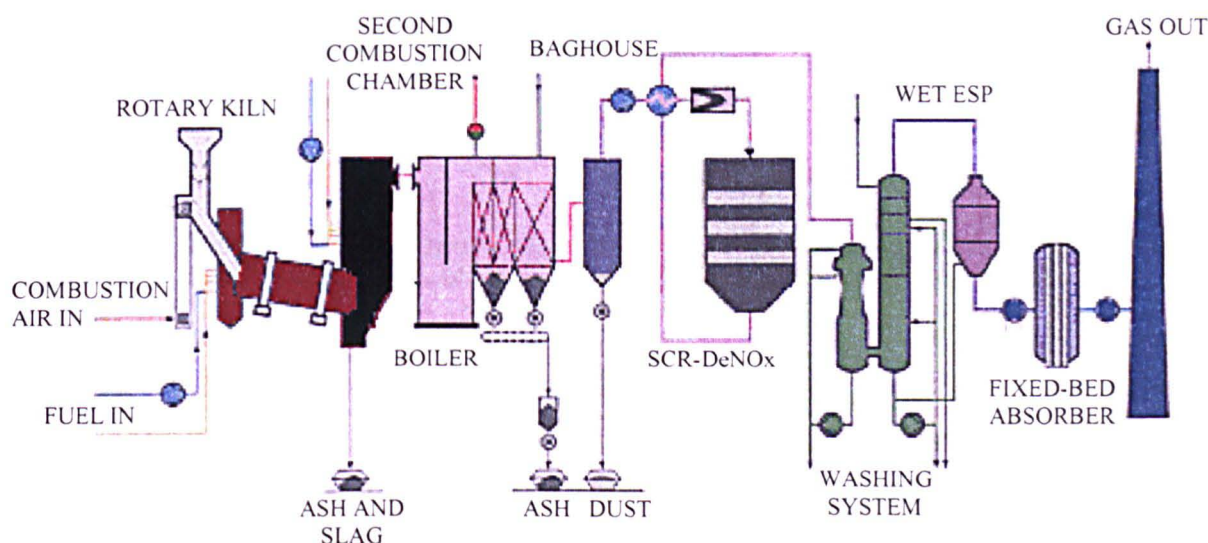 SECOND
COMBUSTION
CHAMBER
BAGHOUSE
GAS OUT
ROTARY KILN
WET ESP
COMBUSTION
AIR IN
BOILER
SCR-DeNOx
FUEL IN
FIXED-BED
ABSORBER
ASH AND
SLAG
ASH DUST
WASHING
SYSTEM